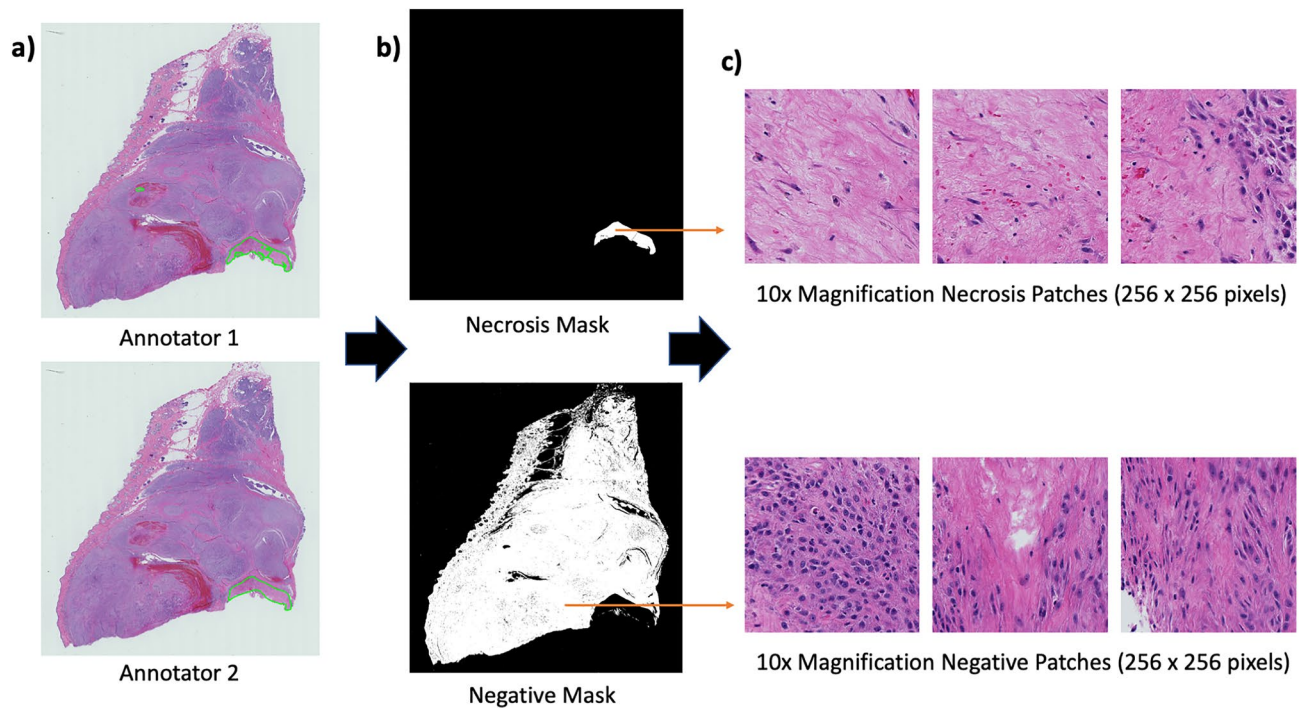 a)
Annotator 1
Annotator 2
b)
Necrosis Mask
Negative Mask
c)
10x Magnification Necrosis Patches (256 x 256 pixels)
10x Magnification Negative Patches (256 x 256 pixels)